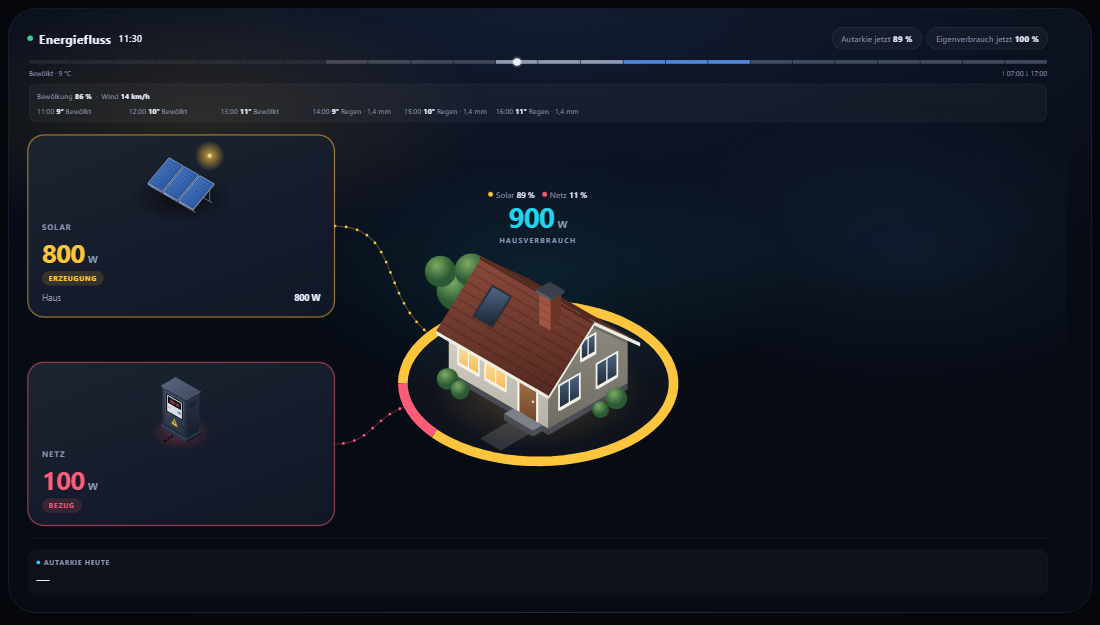 Energiefluss 11:30
Autarkie jetzt 89 %
Eigenverbrauch jetzt 100 %
Bewölkt · 9 °C
↑ 07:00 ↓ 17:00
Bewölkung 86 % · Wind 14 km/h
11:00 9° Bewölkt 12:00 10° Bewölkt 13:00 11° Bewölkt 14:00 9° Regen · 1,4 mm 15:00 10° Regen · 1,4 mm 16:00 11° Regen · 1,4 mm
SOLAR
800 W
ERZEUGUNG
Haus 800 W
Solar 89 % Netz 11 %
900 W
HAUSVERBRAUCH
NETZ
100 W
BEZUG
AUTARKIE HEUTE
—